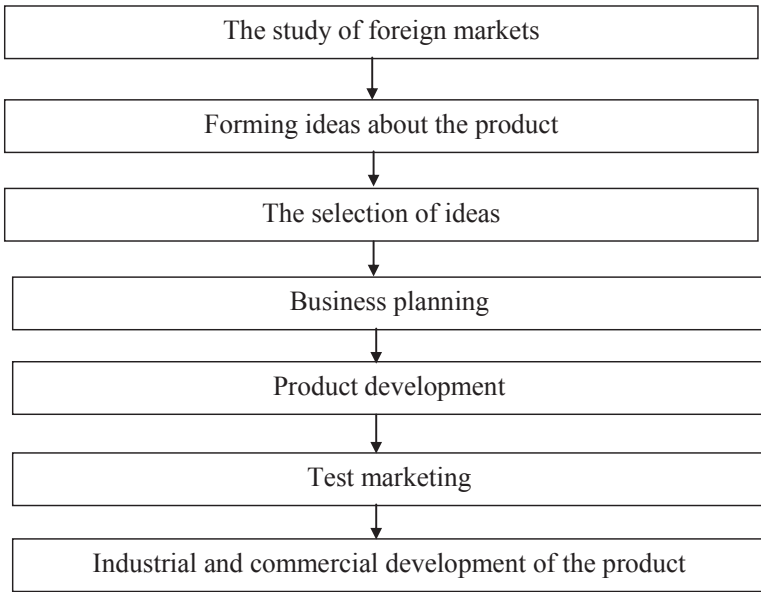 The study of foreign markets
Forming ideas about the product
The selection of ideas
Business planning
Product development
Test marketing
Industrial and commercial development of the product